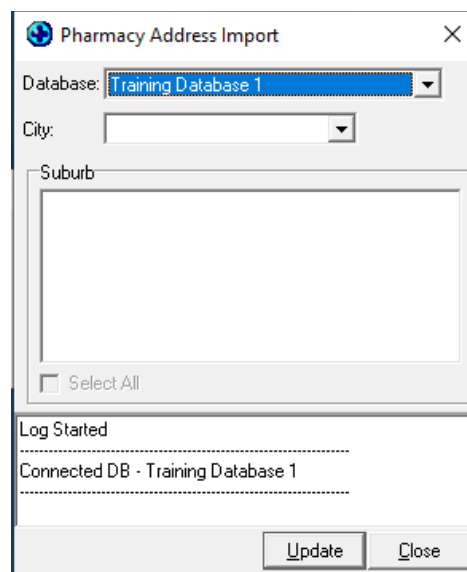 Pharmacy Address Import
Database: Training Database 1
City:
Suburb
Select All
Log Started
--------------------------------------------------------------------
Connected DB - Training Database 1
--------------------------------------------------------------------
Update Close